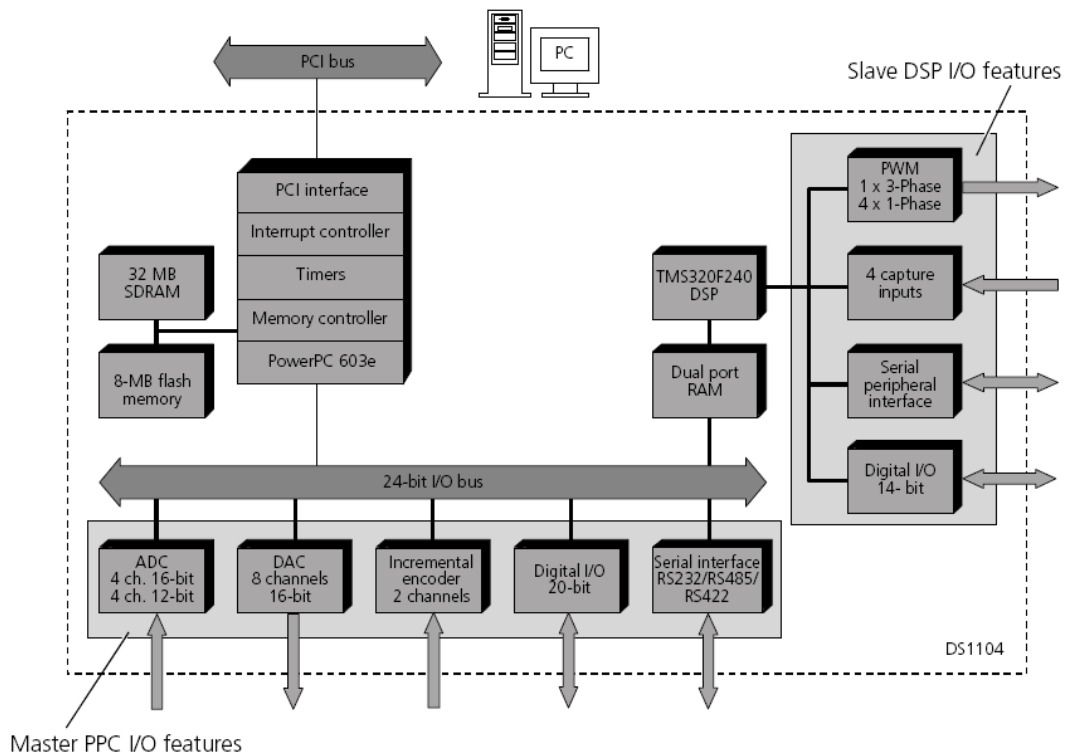 PCI bus
PC
Slave DSP I/O features
PCI interface
Interrupt controller
Timers
Memory controller
PowerPC 603e
32 MB
SDRAM
8-MB flash
memory
TMS320F240
DSP
Dual port
RAM
PWM
1 x 3-Phase
4 x 1-Phase
4 capture
inputs
Serial
peripheral
interface
Digital I/O
14- bit
24-bit I/O bus
ADC
4 ch. 16-bit
4 ch. 12-bit
DAC
8 channels
16-bit
Incremental
encoder
2 channels
Digital I/O
20-bit
Serial interface
RS232/RS485/
RS422
DS1104
Master PPC I/O features